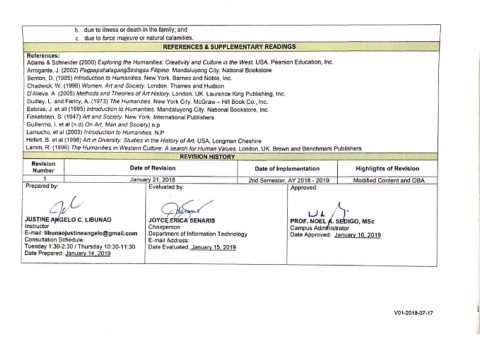 b. due to illness or death in the family; and
c. due to force majeure or natural calamities.
REFERENCES & SUPPLEMENTARY READINGS
References:
Adams & Schneider (2000) Exploring the Humanities: Creativity and Culture in the West. USA. Pearson Education, Inc.
Arrogante, J. (2002) PagpapahalagangSiningsa Filipino. Mandaluyong City. National Bookstore
Benton, D. (1985) Introduction to Humanities. New York. Barnes and Noble, Inc.
Chadwick, W. (1996) Women, Art and Society. London. Thames and Hudson
D'Alleva, A. (2005) Methods and Theories of Art History. London, UK. Laurence King Publishing, Inc.
Dudley, L. and Faricy, A. (1973) The Humanities. New York City, McGraw – Hill Book Co., Inc.
Estolas, J. et all (1995) Introduction to Humanities. Mandaluyong City. National Bookstore, Inc.
Finkelstein, S. (1947) Art and Society. New York. International Publishers
Guillermo, I. et al (n.d) On Art, Man and Society) n.p
Lamucho, et.al (2003) Introduction to Humanities. N.P
Hofert, B. et al (1998) Art in Diversity: Studies in the History of Art. USA, Longman Cheshire
Lamm, R. (1996) The Humanities in Western Culture: A search for Human Values. London, UK. Brown and Benchmark Publishers
REVISION HISTORY
Revision Number Date of Revision Date of Implementation Highlights of Revision
1 January 21, 2018 2nd Semester, AY 2018 - 2019 Modified Content and OBA
Prepared by: Evaluated by: Approved:
JUSTINE ANGELO C. LIBUNAO
Instructor
E-mail: libunaojustineangelo@gmail.com
Consultation Schedule:
Tuesday 1:30-2:30 / Thursday 10:30-11:30
Date Prepared: January 14, 2019
JOYCE ERICA SENARIS
Chairperson
Department of Information Technology
E-mail Address:
Date Evaluated: January 15, 2019
PROF. NOEL A. SEDIGO, MSc
Campus Administrator
Date Approved: January 16, 2019
V01-2018-07-17